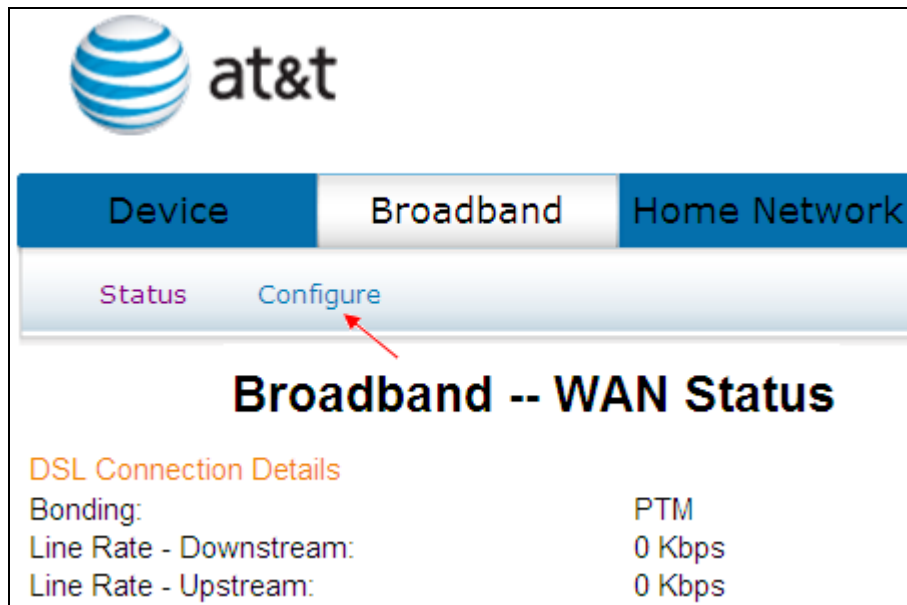 at&t
Device Broadband Home Network
Status Configure
Broadband -- WAN Status
DSL Connection Details
Bonding: PTM
Line Rate - Downstream: 0 Kbps
Line Rate - Upstream: 0 Kbps